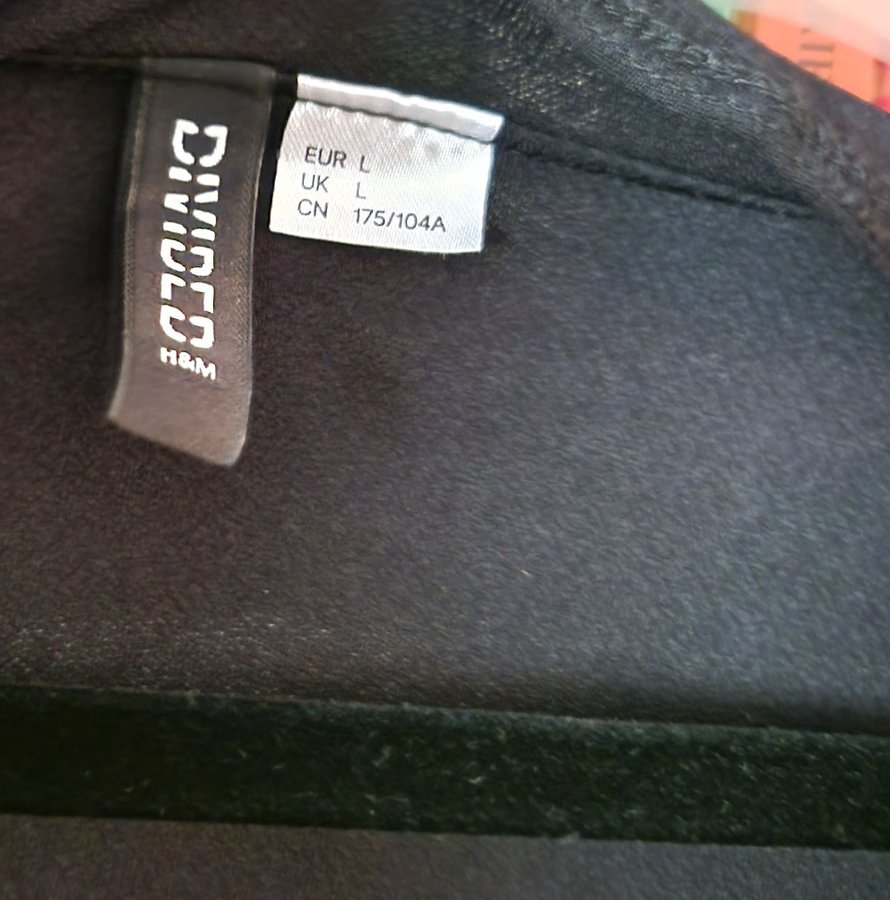 DIVIDED
H&M
EUR L
UK L
CN 175/104A